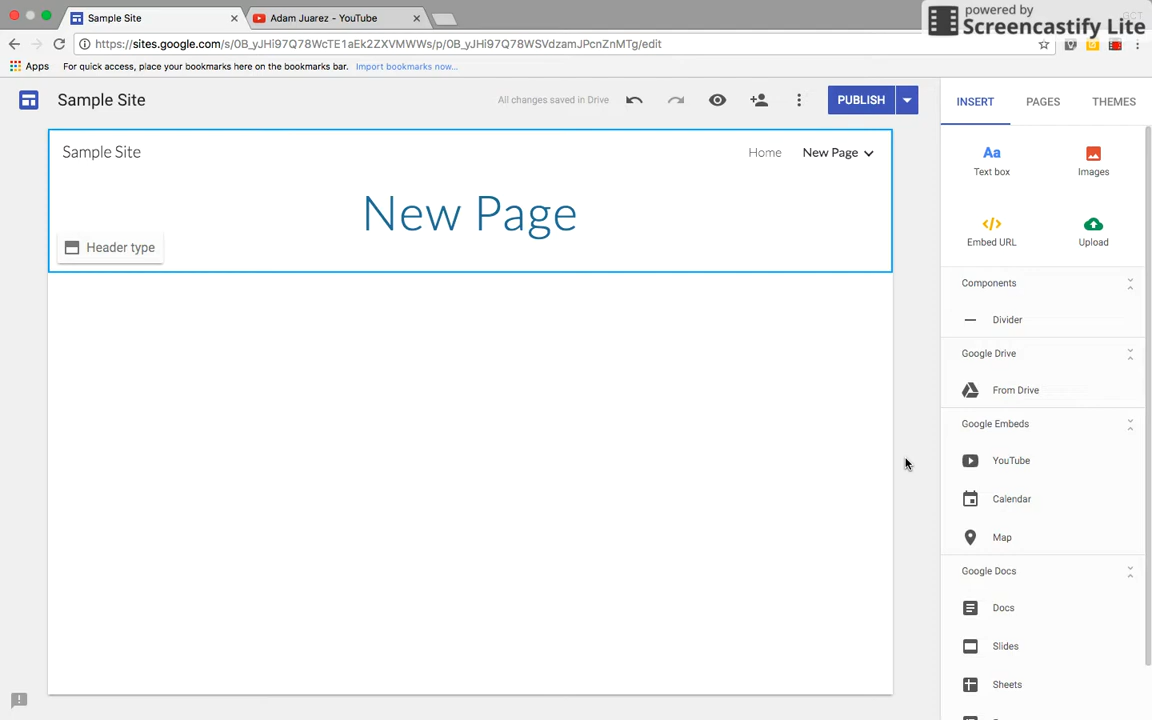 Sample Site
Adam Juarez - YouTube
powered by
Screencastify Lite
https://sites.google.com/s/0B_yJHi97Q78WcTE1aEk2ZXVMWWs/p/0B_yJHi97Q78WSVdzamJPcnZnMTg/edit
Apps
For quick access, place your bookmarks here on the bookmarks bar.
Import bookmarks now...
Sample Site
All changes saved in Drive
PUBLISH
INSERT
PAGES
THEMES
Sample Site
Home
New Page
New Page
Header type
Aa
Text box
Images
Embed URL
Upload
Components
Divider
Google Drive
From Drive
Google Embeds
YouTube
Calendar
Map
Google Docs
Docs
Slides
Sheets